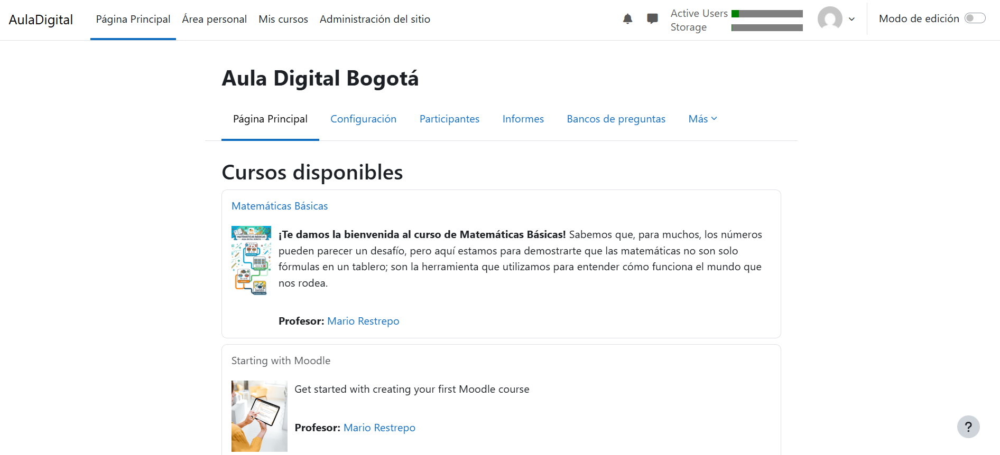 AulaDigital Página Principal Área personal Mis cursos Administración del sitio Active Users Modo de edición
Storage
Aula Digital Bogotá
Página Principal Configuración Participantes Informes Bancos de preguntas Más
Cursos disponibles
Matemáticas Básicas
MATEMÁTICAS BÁSICAS
AULA DIGITAL BOGOTÁ
¡Te damos la bienvenida al curso de Matemáticas Básicas! Sabemos que, para muchos, los números
pueden parecer un desafío, pero aquí estamos para demostrarte que las matemáticas no son solo
fórmulas en un tablero; son la herramienta que utilizamos para entender cómo funciona el mundo que
nos rodea.
Profesor: Mario Restrepo
Starting with Moodle
Get started with creating your first Moodle course
Profesor: Mario Restrepo
?